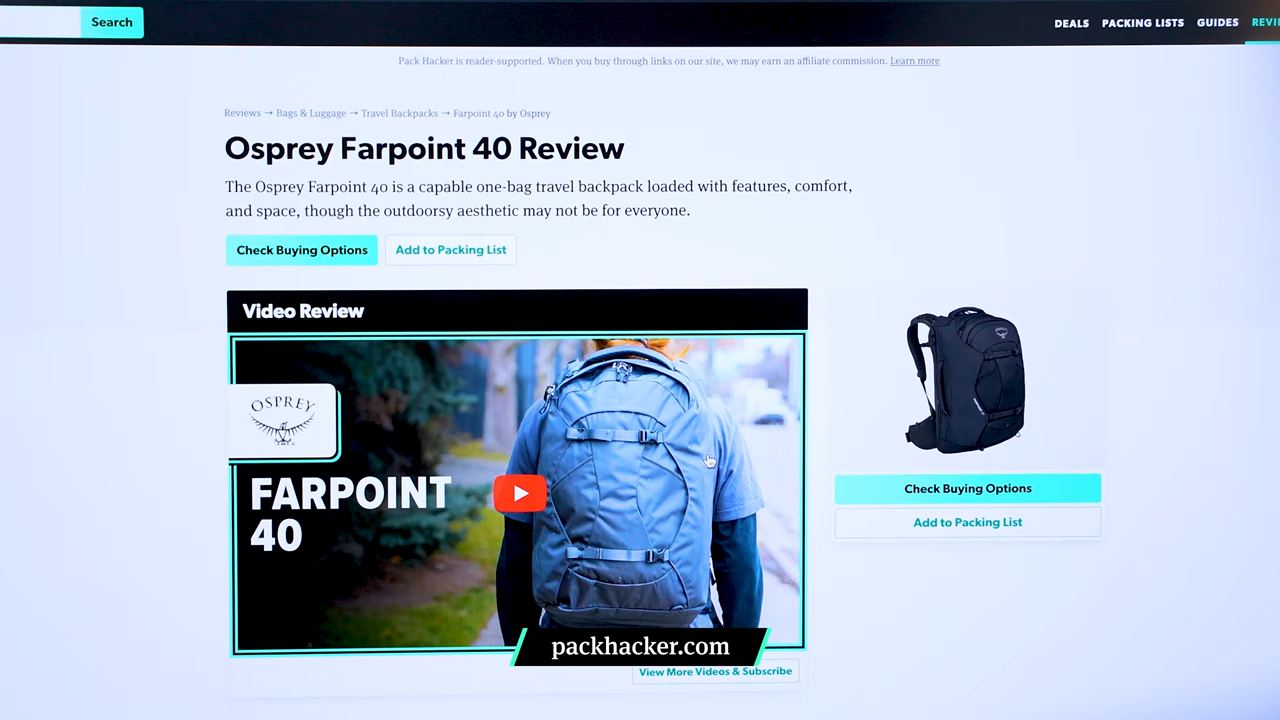 Search
DEALS PACKING LISTS GUIDES
Pack Hacker is reader-supported. When you buy through links on our site, we may earn an affiliate commission. Learn more
Reviews → Bags & Luggage → Travel Backpacks → Farpoint 40 by Osprey
Osprey Farpoint 40 Review
The Osprey Farpoint 40 is a capable one-bag travel backpack loaded with features, comfort,
and space, though the outdoorsy aesthetic may not be for everyone.
Check Buying Options Add to Packing List
Video Review
OSPREY
FARPOINT
40
Check Buying Options
Add to Packing List
packhacker.com
View More Videos & Subscribe